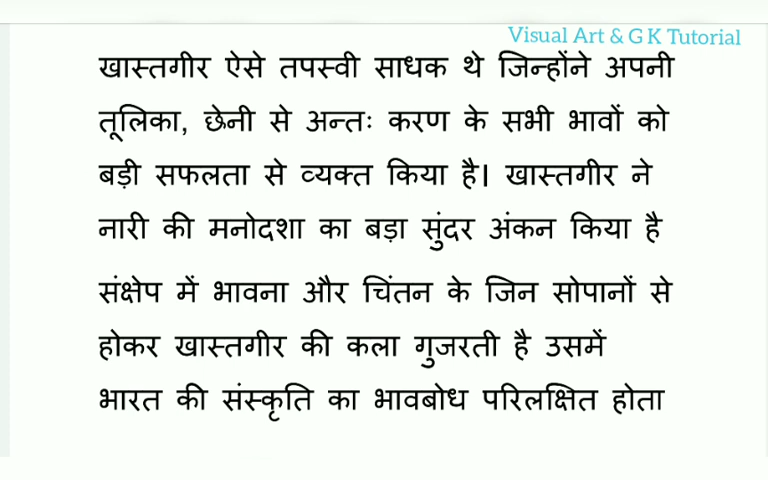 Visual Art & G K Tutorial
खास्तगीर ऐसे तपस्वी साधक थे जिन्होंने अपनी
तूलिका, छेनी से अन्तः करण के सभी भावों को
बड़ी सफलता से व्यक्त किया है। खास्तगीर ने
नारी की मनोदशा का बड़ा सुंदर अंकन किया है
संक्षेप में भावना और चिंतन के जिन सोपानों से
होकर खास्तगीर की कला गुजरती है उसमें
भारत की संस्कृति का भावबोध परिलक्षित होता